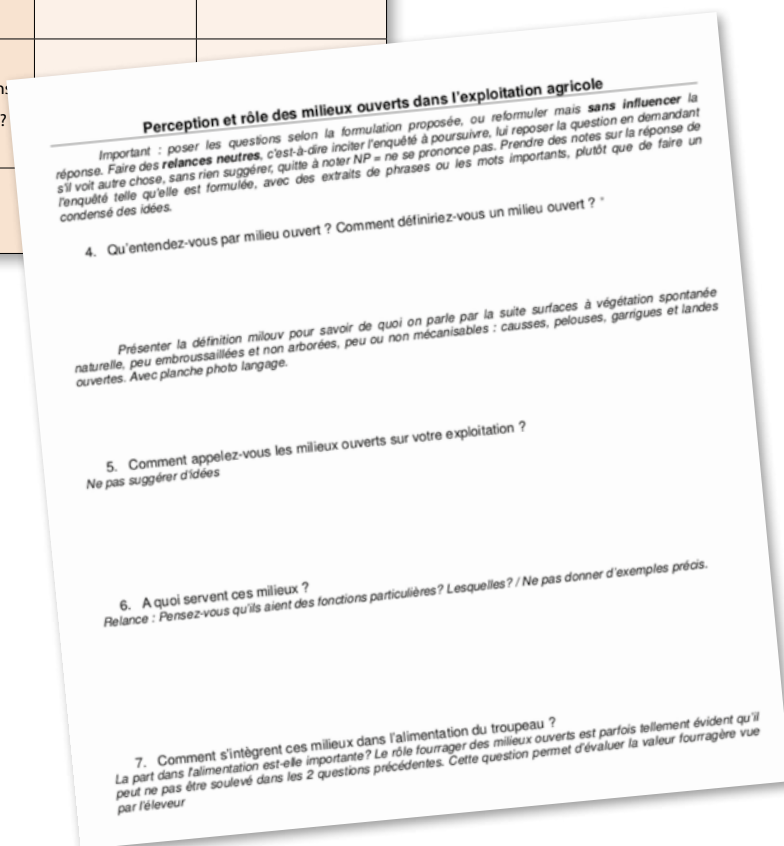 ns
?
Perception et rôle des milieux ouverts dans l'exploitation agricole
Important : poser les questions selon la formulation proposée, ou reformuler mais sans influencer la
réponse. Faire des relances neutres, c'est-à-dire inciter l'enquêté à poursuivre, lui reposer la question en demandant
s'il voit autre chose, sans rien suggérer, quitte à noter NP = ne se prononce pas. Prendre des notes sur la réponse de
l'enquêté telle qu'elle est formulée, avec des extraits de phrases ou les mots importants, plutôt que de faire un
condensé des idées.
4. Qu'entendez-vous par milieu ouvert ? Comment définiriez-vous un milieu ouvert ? *
Présenter la définition milouv pour savoir de quoi on parle par la suite surfaces à végétation spontanée
naturelle, peu embroussaillées et non arborées, peu ou non mécanisables : causses, pelouses, garrigues et landes
ouvertes. Avec planche photo langage.
5. Comment appelez-vous les milieux ouverts sur votre exploitation ?
Ne pas suggérer d'idées
6. A quoi servent ces milieux ?
Relance : Pensez-vous qu'ils aient des fonctions particulières? Lesquelles? / Ne pas donner d'exemples précis.
7. Comment s'intègrent ces milieux dans l'alimentation du troupeau ?
La part dans l'alimentation est-elle importante? Le rôle fourrager des milieux ouverts est parfois tellement évident qu'il
peut ne pas être soulevé dans les 2 questions précédentes. Cette question permet d'évaluer la valeur fourragère vue
par l'éleveur